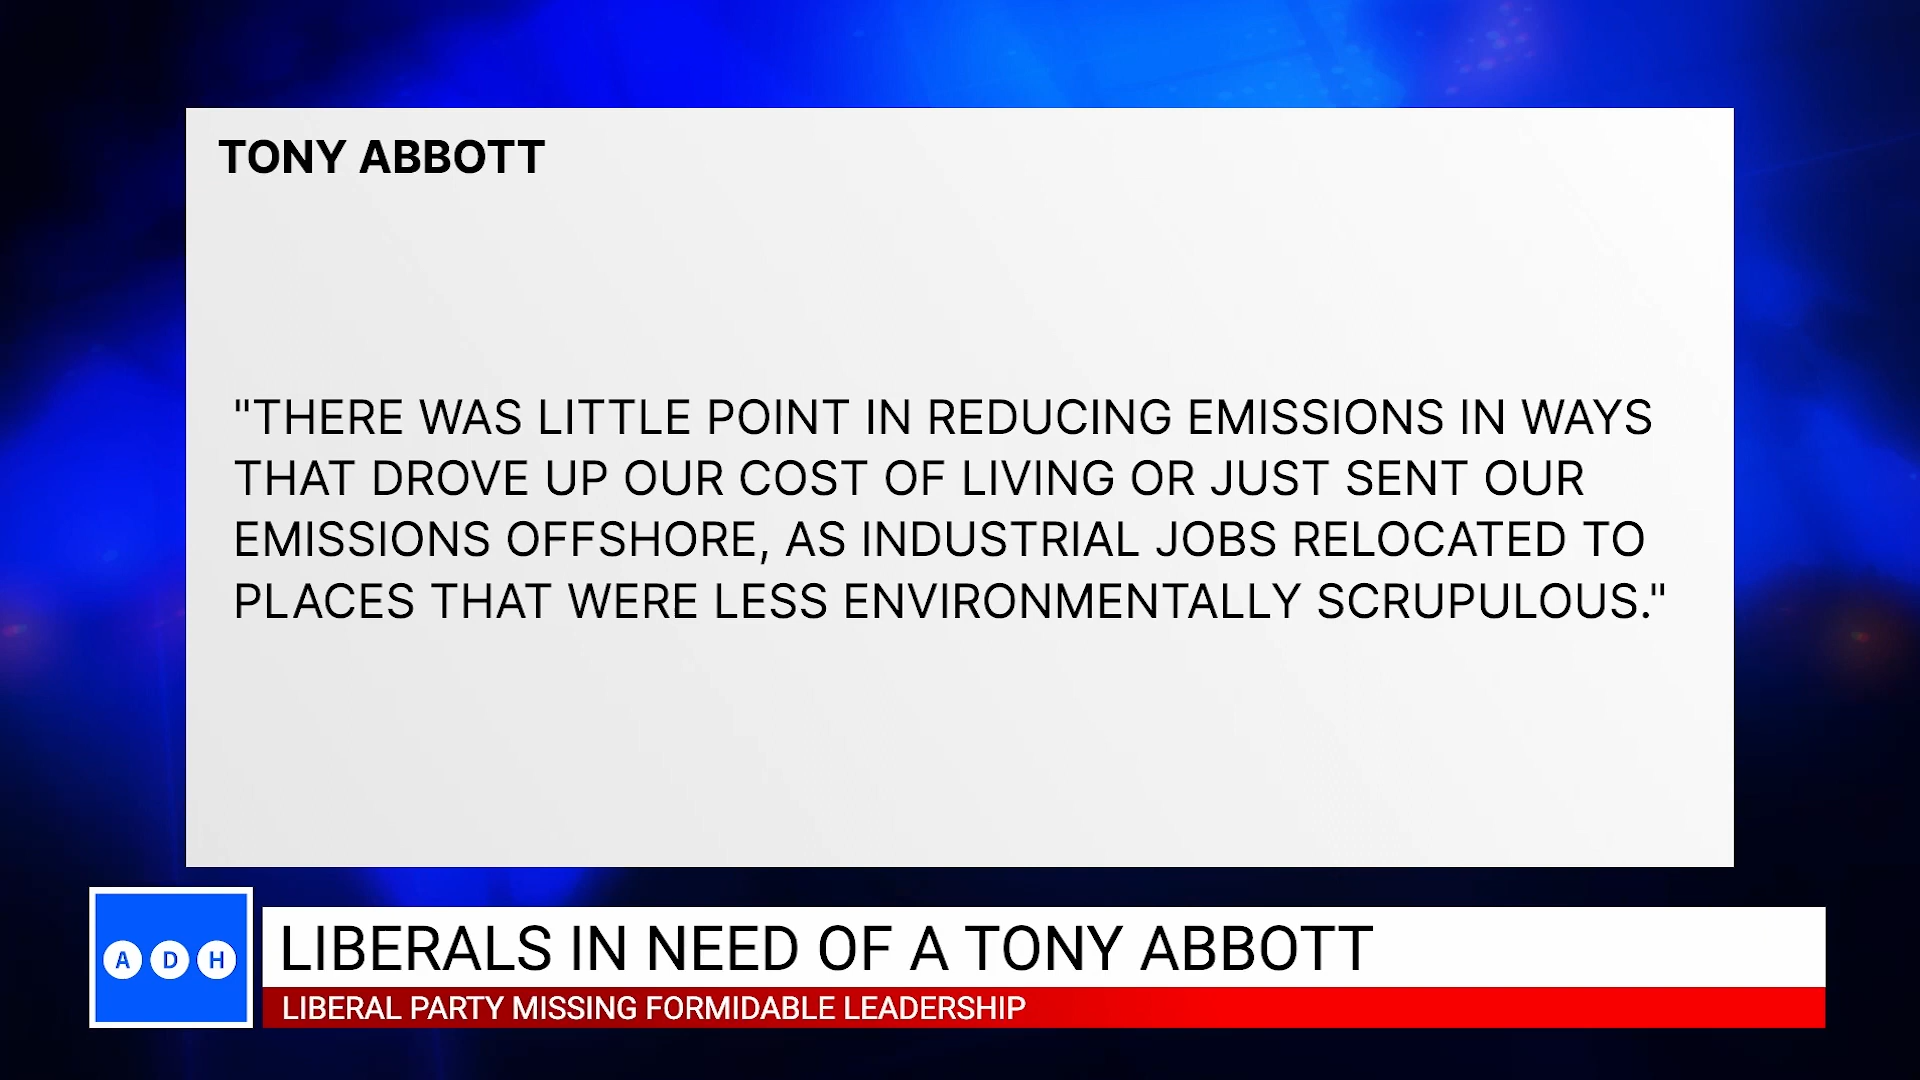 TONY ABBOTT
"THERE WAS LITTLE POINT IN REDUCING EMISSIONS IN WAYS
THAT DROVE UP OUR COST OF LIVING OR JUST SENT OUR
EMISSIONS OFFSHORE, AS INDUSTRIAL JOBS RELOCATED TO
PLACES THAT WERE LESS ENVIRONMENTALLY SCRUPULOUS."
A D H
LIBERALS IN NEED OF A TONY ABBOTT
LIBERAL PARTY MISSING FORMIDABLE LEADERSHIP